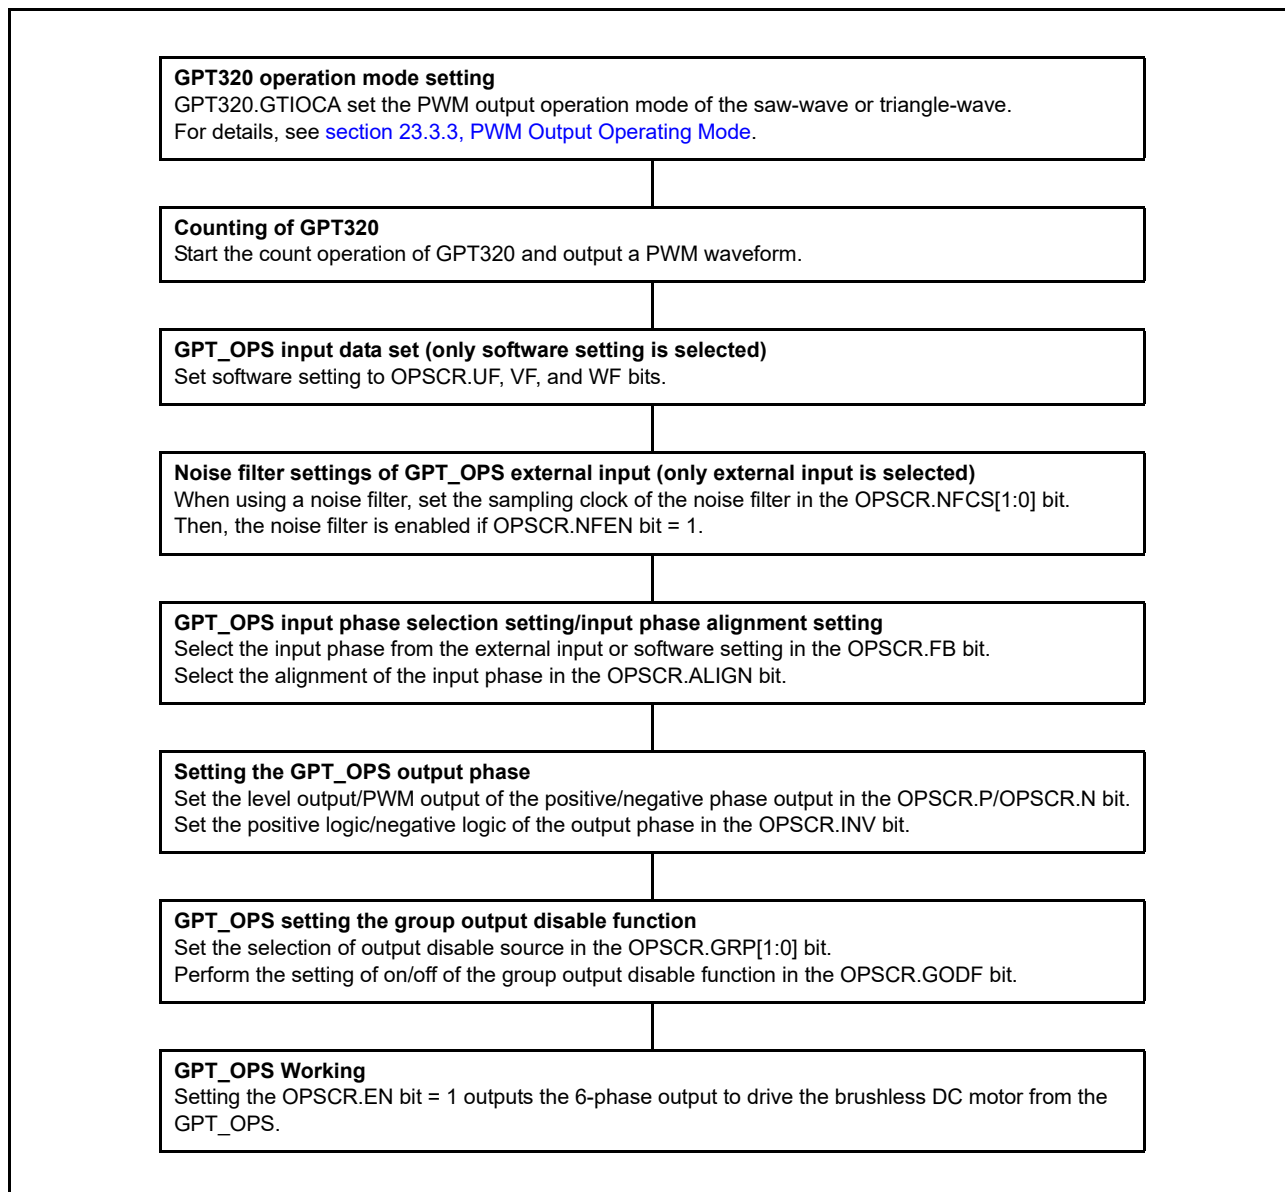 GPT320 operation mode setting
GPT320.GTIOCA set the PWM output operation mode of the saw-wave or triangle-wave.
For details, see section 23.3.3, PWM Output Operating Mode.
Counting of GPT320
Start the count operation of GPT320 and output a PWM waveform.
GPT_OPS input data set (only software setting is selected)
Set software setting to OPSCR.UF, VF, and WF bits.
Noise filter settings of GPT_OPS external input (only external input is selected)
When using a noise filter, set the sampling clock of the noise filter in the OPSCR.NFCS[1:0] bit.
Then, the noise filter is enabled if OPSCR.NFEN bit = 1.
GPT_OPS input phase selection setting/input phase alignment setting
Select the input phase from the external input or software setting in the OPSCR.FB bit.
Select the alignment of the input phase in the OPSCR.ALIGN bit.
Setting the GPT_OPS output phase
Set the level output/PWM output of the positive/negative phase output in the OPSCR.P/OPSCR.N bit.
Set the positive logic/negative logic of the output phase in the OPSCR.INV bit.
GPT_OPS setting the group output disable function
Set the selection of output disable source in the OPSCR.GRP[1:0] bit.
Perform the setting of on/off of the group output disable function in the OPSCR.GODF bit.
GPT_OPS Working
Setting the OPSCR.EN bit = 1 outputs the 6-phase output to drive the brushless DC motor from the
GPT_OPS.